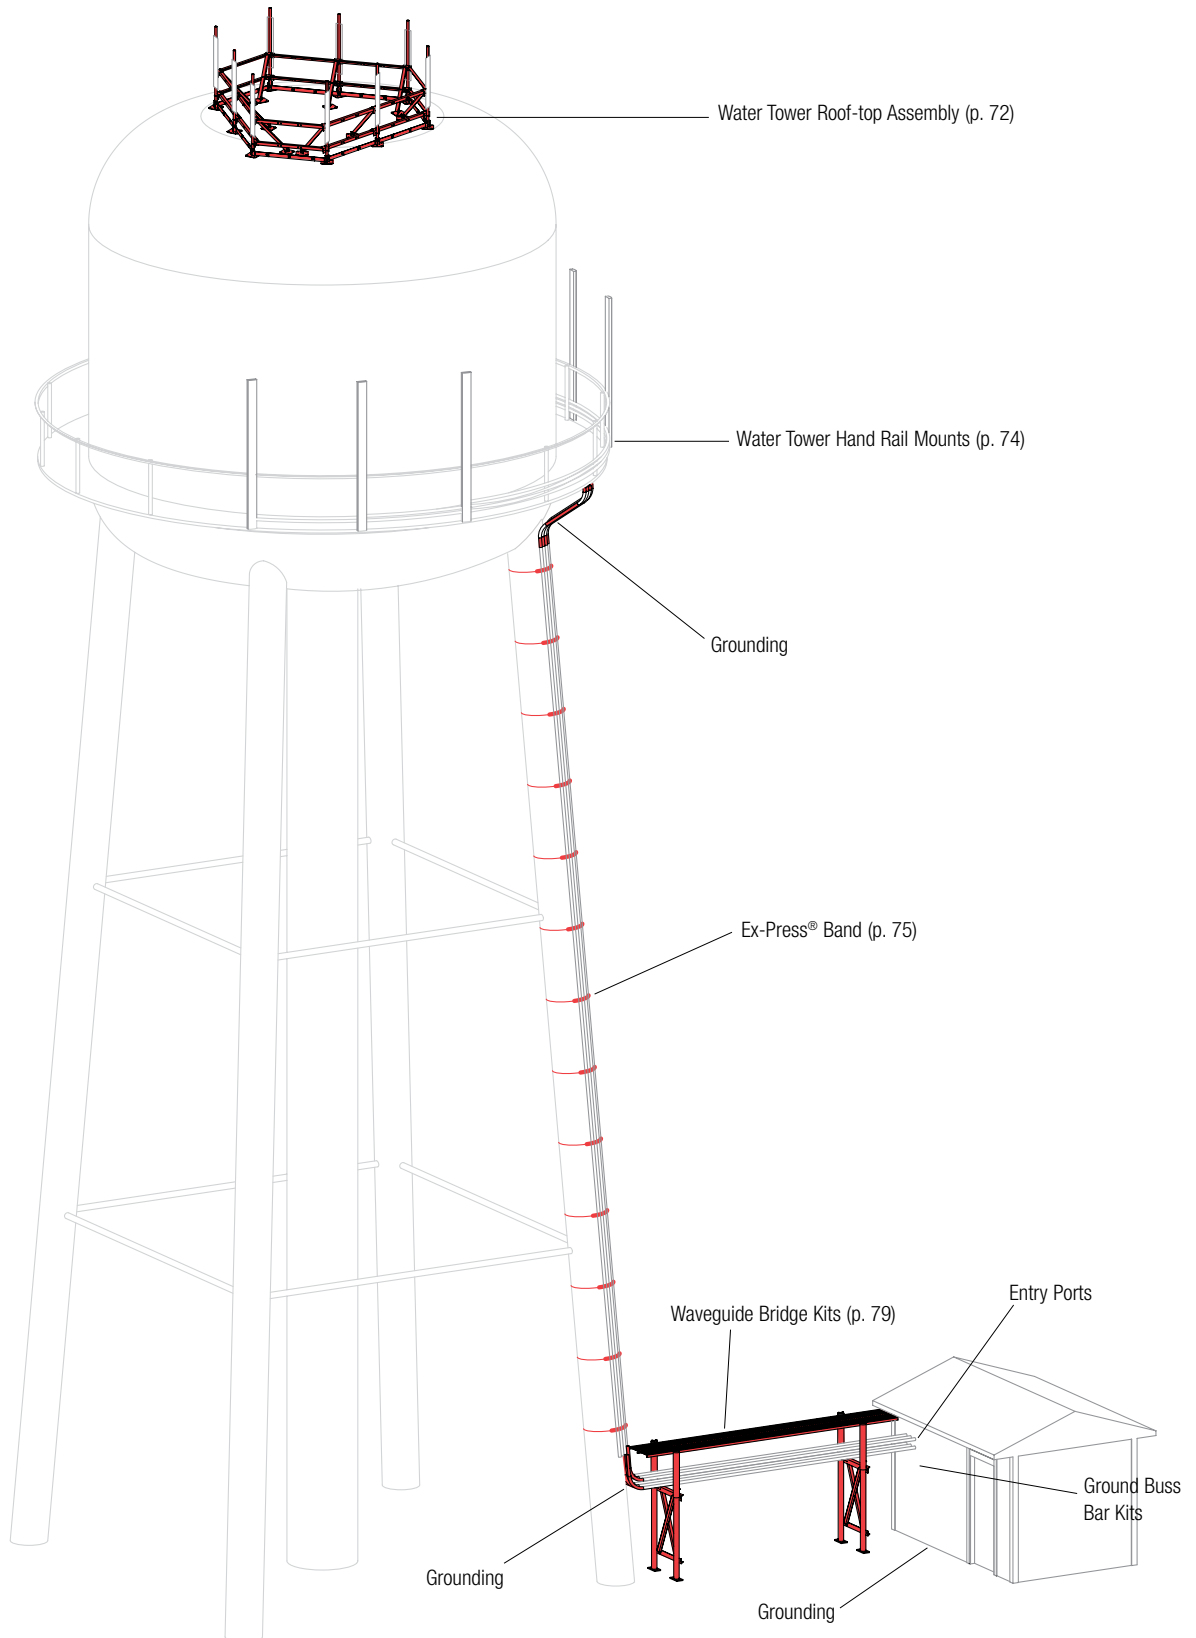 Water Tower Roof-top Assembly (p. 72)
Water Tower Hand Rail Mounts (p. 74)
Grounding
Ex-Press® Band (p. 75)
Entry Ports
Waveguide Bridge Kits (p. 79)
Ground Buss
Bar Kits
Grounding
Grounding